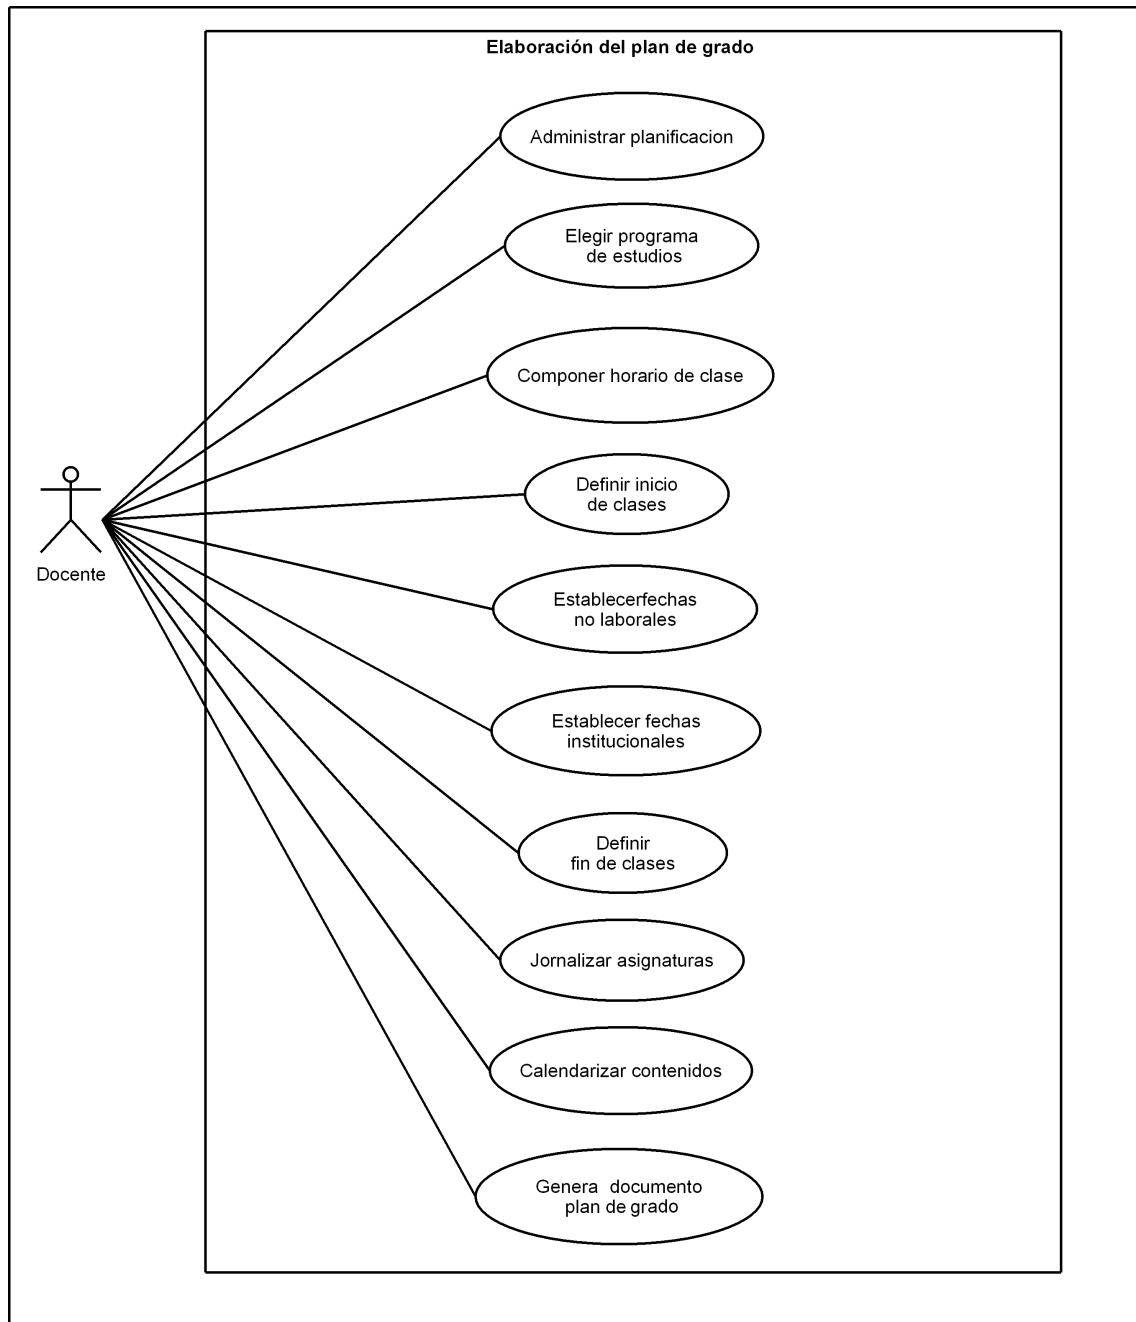 Elaboración del plan de grado
Administrar planificacion
Elegir programa
de estudios
Componer horario de clase
Definir inicio
de clases
Docente
Establecerfechas
no laborales
Establecer fechas
institucionales
Definir
fin de clases
Jornalizar asignaturas
Calendarizar contenidos
Genera documento
plan de grado